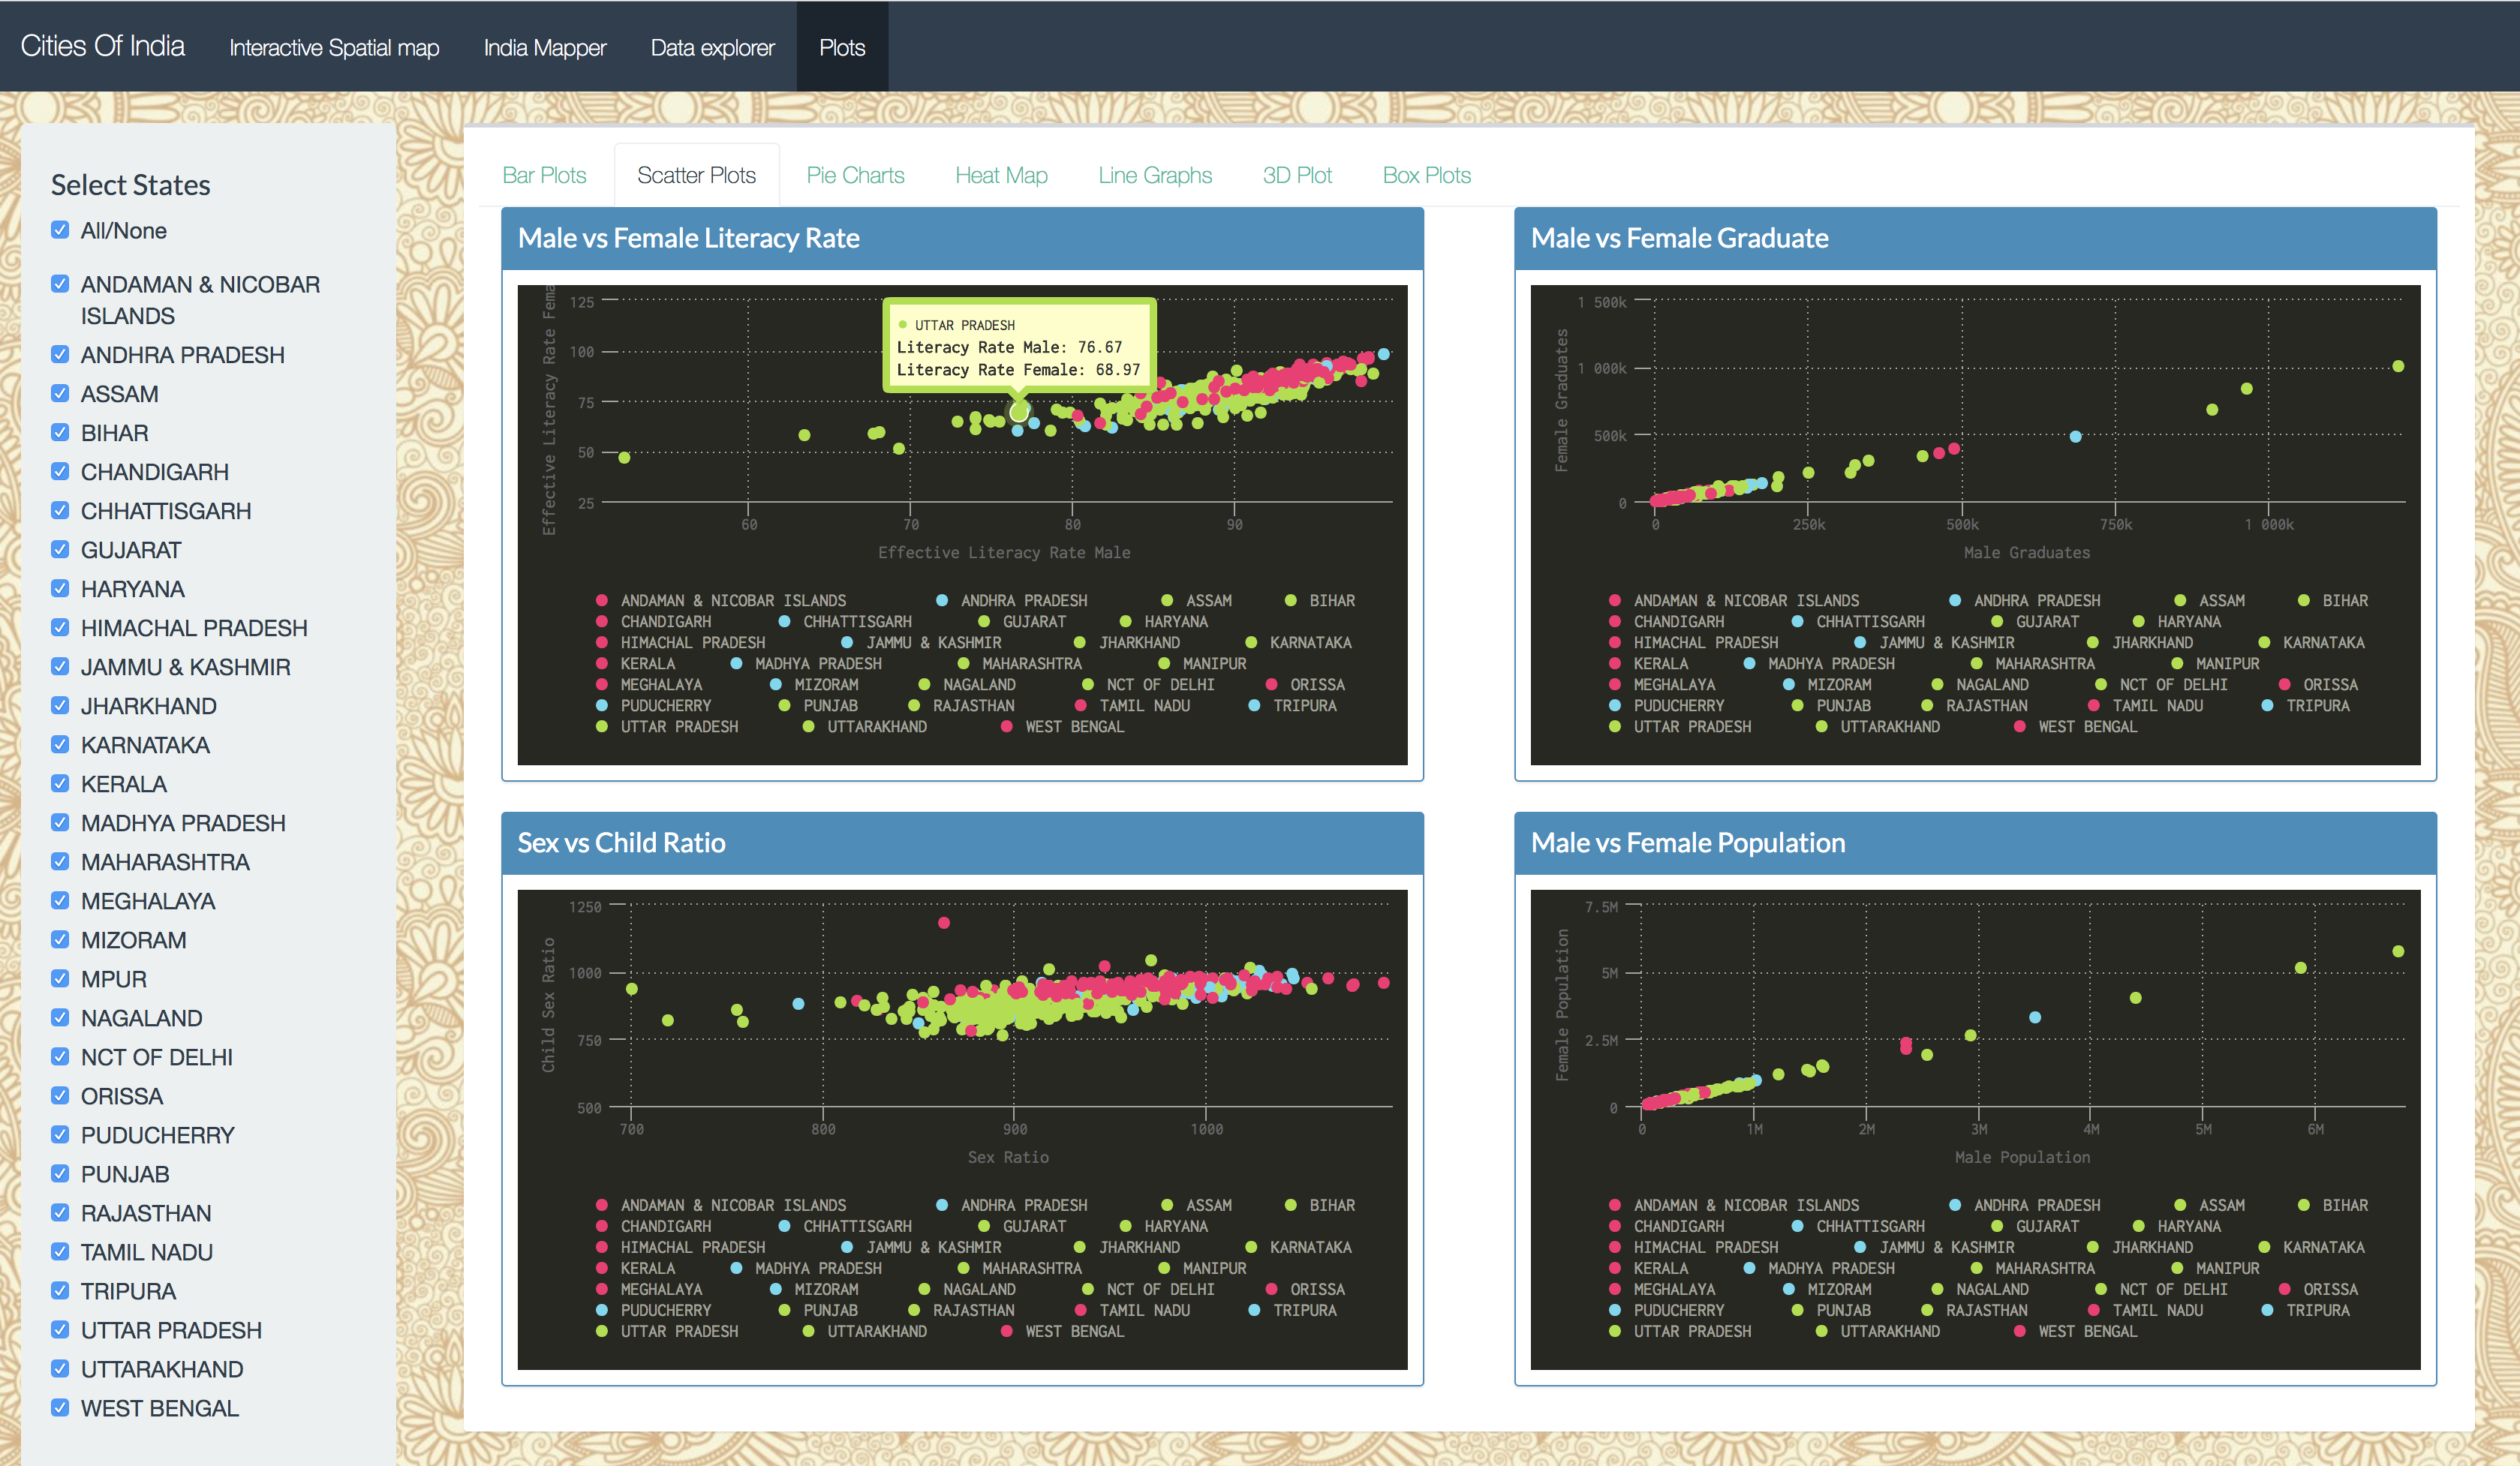 Cities Of India Interactive Spatial map India Mapper Data explorer Plots
Select States
All/None
ANDAMAN & NICOBAR
ISLANDS
ANDHRA PRADESH
ASSAM
BIHAR
CHANDIGARH
CHHATTISGARH
GUJARAT
HARYANA
HIMACHAL PRADESH
JAMMU & KASHMIR
JHARKHAND
KARNATAKA
KERALA
MADHYA PRADESH
MAHARASHTRA
MEGHALAYA
MIZORAM
MPUR
NAGALAND
NCT OF DELHI
ORISSA
PUDUCHERRY
PUNJAB
RAJASTHAN
TAMIL NADU
TRIPURA
UTTAR PRADESH
UTTARAKHAND
WEST BENGAL
Bar Plots Scatter Plots Pie Charts Heat Map Line Graphs 3D Plot Box Plots
Male vs Female Literacy Rate
Effective Literacy Rate Fema
125
100
75
50
25
UTTAR PRADESH
Literacy Rate Male: 76.67
Literacy Rate Female: 68.97
60 70 80 90
Effective Literacy Rate Male
ANDAMAN & NICOBAR ISLANDS ANDHRA PRADESH ASSAM BIHAR
CHANDIGARH CHHATTISGARH GUJARAT HARYANA
HIMACHAL PRADESH JAMMU & KASHMIR JHARKHAND KARNATAKA
KERALA MADHYA PRADESH MAHARASHTRA MANIPUR
MEGHALAYA MIZORAM NAGALAND NCT OF DELHI ORISSA
PUDUCHERRY PUNJAB RAJASTHAN TAMIL NADU TRIPURA
UTTAR PRADESH UTTARAKHAND WEST BENGAL
Male vs Female Graduate
Female Graduates
1 500k
1 000k
500k
0
0 250k 500k 750k 1 000k
Male Graduates
ANDAMAN & NICOBAR ISLANDS ANDHRA PRADESH ASSAM BIHAR
CHANDIGARH CHHATTISGARH GUJARAT HARYANA
HIMACHAL PRADESH JAMMU & KASHMIR JHARKHAND KARNATAKA
KERALA MADHYA PRADESH MAHARASHTRA MANIPUR
MEGHALAYA MIZORAM NAGALAND NCT OF DELHI ORISSA
PUDUCHERRY PUNJAB RAJASTHAN TAMIL NADU TRIPURA
UTTAR PRADESH UTTARAKHAND WEST BENGAL
Sex vs Child Ratio
Child Sex Ratio
1250
1000
750
500
700 800 900 1000
Sex Ratio
ANDAMAN & NICOBAR ISLANDS ANDHRA PRADESH ASSAM BIHAR
CHANDIGARH CHHATTISGARH GUJARAT HARYANA
HIMACHAL PRADESH JAMMU & KASHMIR JHARKHAND KARNATAKA
KERALA MADHYA PRADESH MAHARASHTRA MANIPUR
MEGHALAYA MIZORAM NAGALAND NCT OF DELHI ORISSA
PUDUCHERRY PUNJAB RAJASTHAN TAMIL NADU TRIPURA
UTTAR PRADESH UTTARAKHAND WEST BENGAL
Male vs Female Population
Female Population
7.5M
5M
2.5M
0
0 1M 2M 3M 4M 5M 6M
Male Population
ANDAMAN & NICOBAR ISLANDS ANDHRA PRADESH ASSAM BIHAR
CHANDIGARH CHHATTISGARH GUJARAT HARYANA
HIMACHAL PRADESH JAMMU & KASHMIR JHARKHAND KARNATAKA
KERALA MADHYA PRADESH MAHARASHTRA MANIPUR
MEGHALAYA MIZORAM NAGALAND NCT OF DELHI ORISSA
PUDUCHERRY PUNJAB RAJASTHAN TAMIL NADU TRIPURA
UTTAR PRADESH UTTARAKHAND WEST BENGAL